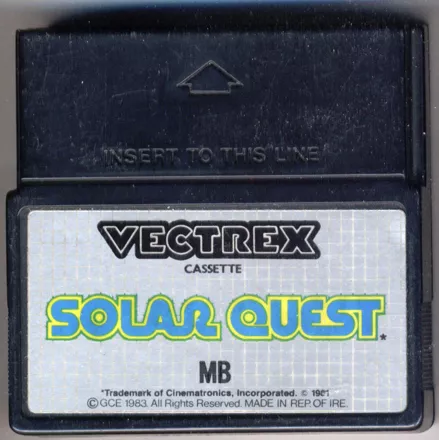 INSERT TO THIS LINE
VECTREX
CASSETTE
SOLAR QUEST*
MB
*Trademark of Cinematronics, Incorporated. © 1981
© GCE 1983. All Rights Reserved. MADE IN REP. OF IRE.